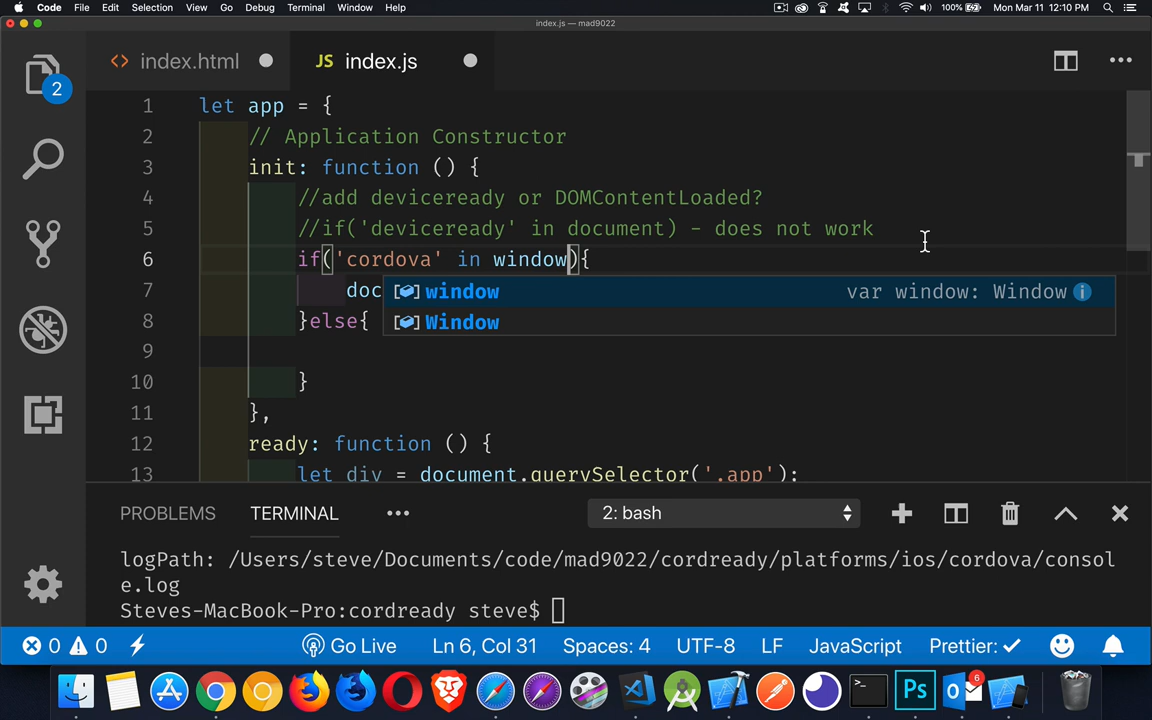 Code File Edit Selection View Go Debug Terminal Window Help 100% Mon Mar 11 12:10 PM
index.js — mad9022
<> index.html JS index.js
2
1 let app = {
2 // Application Constructor
3 init: function () {
4 //add deviceready or DOMContentLoaded?
5 //if('deviceready' in document) - does not work
6 if('cordova' in window){
7 doc window var window: Window
8 }else{ Window
9
10 }
11 },
12 ready: function () {
13 let div = document.querySelector('.app');
PROBLEMS TERMINAL 2: bash
logPath: /Users/steve/Documents/code/mad9022/cordready/platforms/ios/cordova/consol
e.log
Steves-MacBook-Pro:cordready steve$
0 0 Go Live Ln 6, Col 31 Spaces: 4 UTF-8 LF JavaScript Prettier: ✓
>_ Ps 6